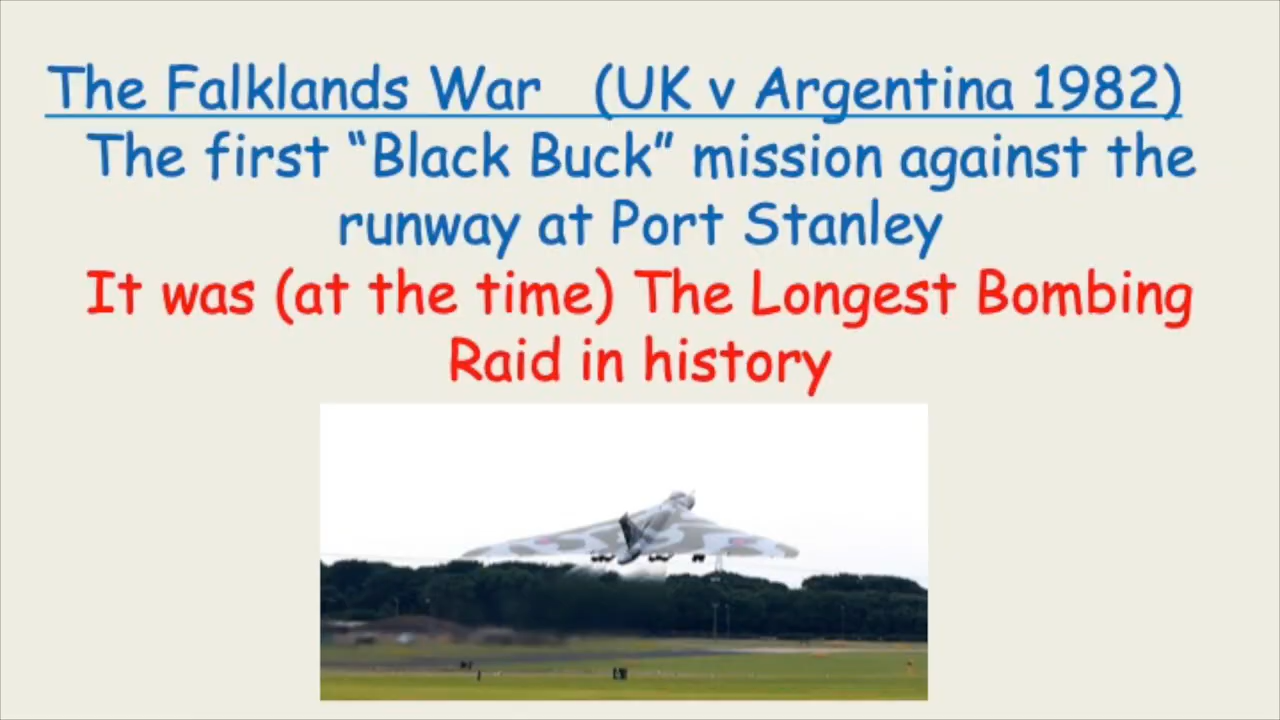 The Falklands War (UK v Argentina 1982)
The first “Black Buck” mission against the
runway at Port Stanley
It was (at the time) The Longest Bombing
Raid in history